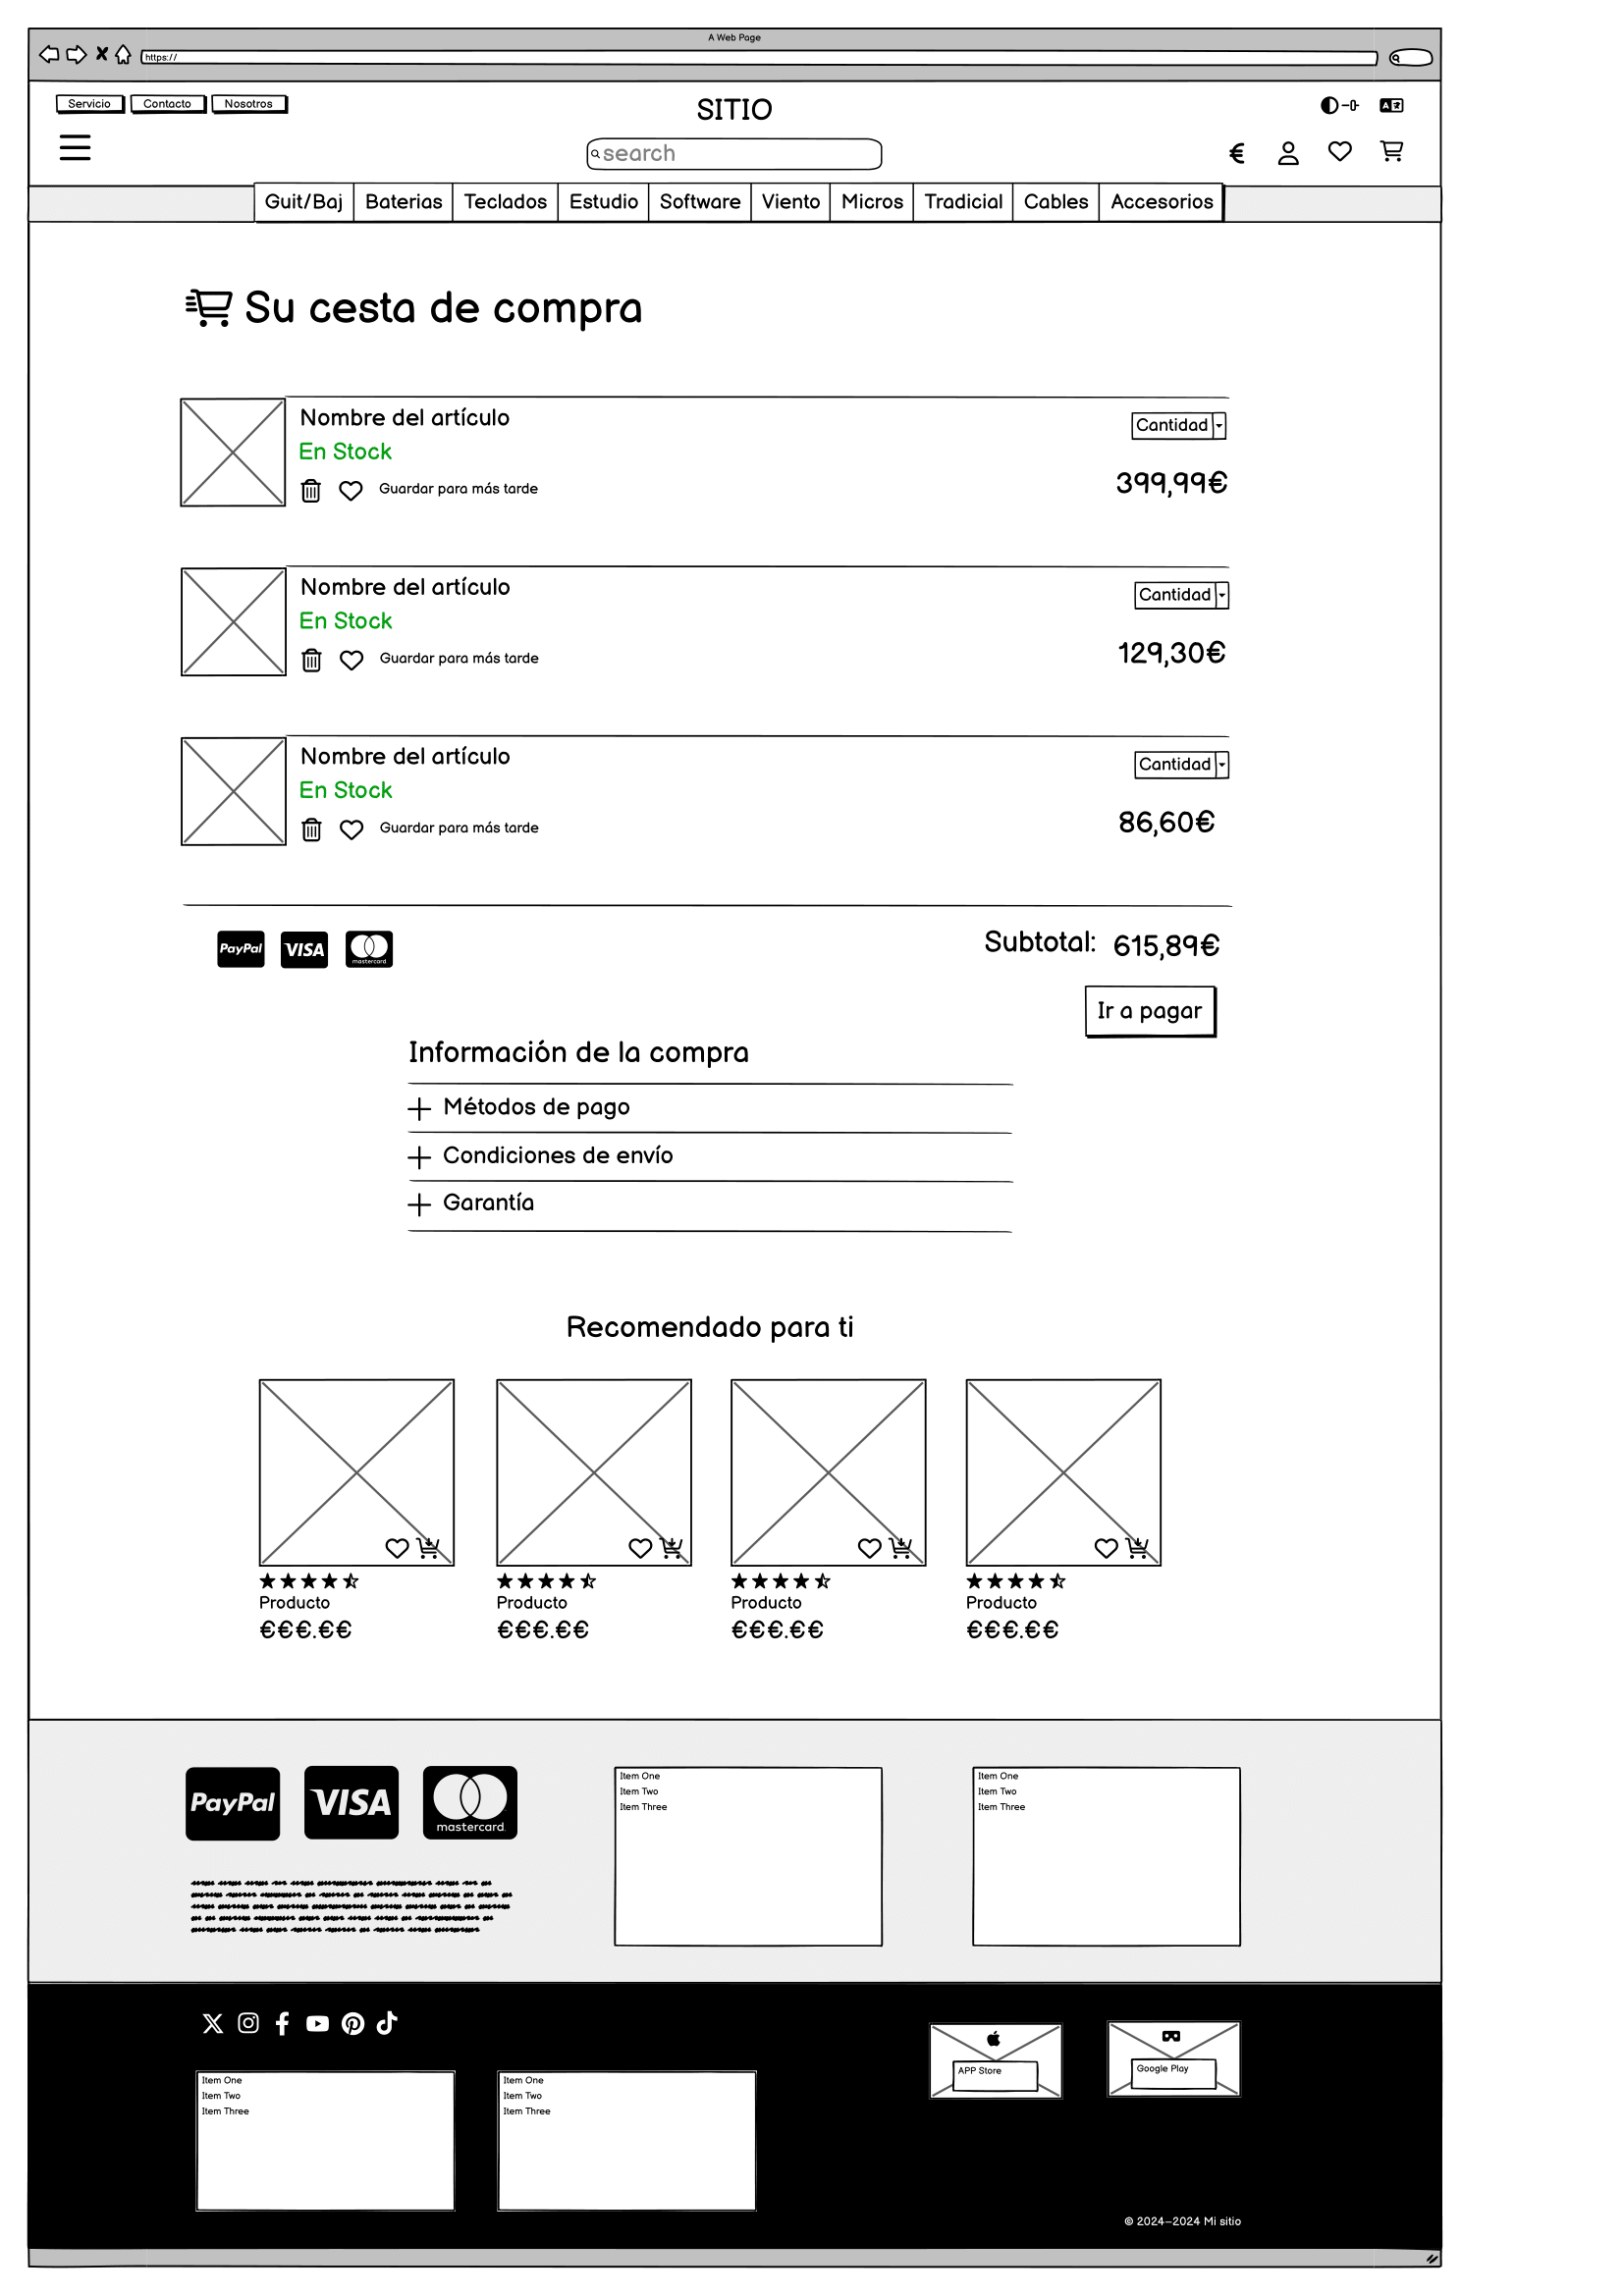 A Web Page
https://
Servicio Contacto Nosotros
SITIO
search
€
Guit/Baj Baterias Teclados Estudio Software Viento Micros Tradicial Cables Accesorios
Su cesta de compra
Nombre del artículo
Cantidad
En Stock
Guardar para más tarde
399,99€
Nombre del artículo
Cantidad
En Stock
Guardar para más tarde
129,30€
Nombre del artículo
Cantidad
En Stock
Guardar para más tarde
86,60€
PayPal VISA mastercard
Subtotal: 615,89€
Ir a pagar
Información de la compra
Métodos de pago
Condiciones de envío
Garantía
Recomendado para ti
Producto
€€€.€€
Producto
€€€.€€
Producto
€€€.€€
Producto
€€€.€€
PayPal VISA mastercard
Item One
Item Two
Item Three
Item One
Item Two
Item Three
APP Store
Google Play
Item One
Item Two
Item Three
Item One
Item Two
Item Three
© 2024-2024 Mi sitio